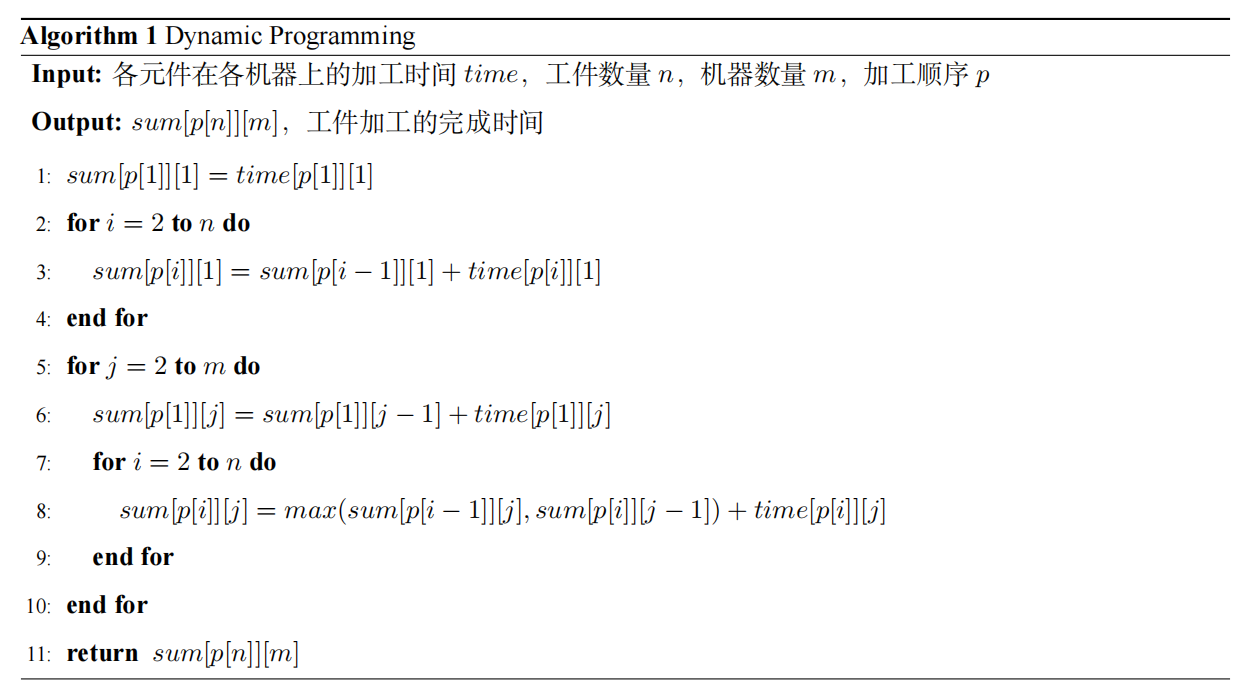 Algorithm 1 Dynamic Programming
Input: 各元件在各机器上的加工时间 time，工件数量 n，机器数量 m，加工顺序 p
Output: sum[p[n]][m]，工件加工的完成时间
1: sum[p[1]][1] = time[p[1]][1]
2: for i = 2 to n do
3: sum[p[i]][1] = sum[p[i − 1]][1] + time[p[i]][1]
4: end for
5: for j = 2 to m do
6: sum[p[1]][j] = sum[p[1]][j − 1] + time[p[1]][j]
7: for i = 2 to n do
8: sum[p[i]][j] = max(sum[p[i − 1]][j], sum[p[i]][j − 1]) + time[p[i]][j]
9: end for
10: end for
11: return sum[p[n]][m]